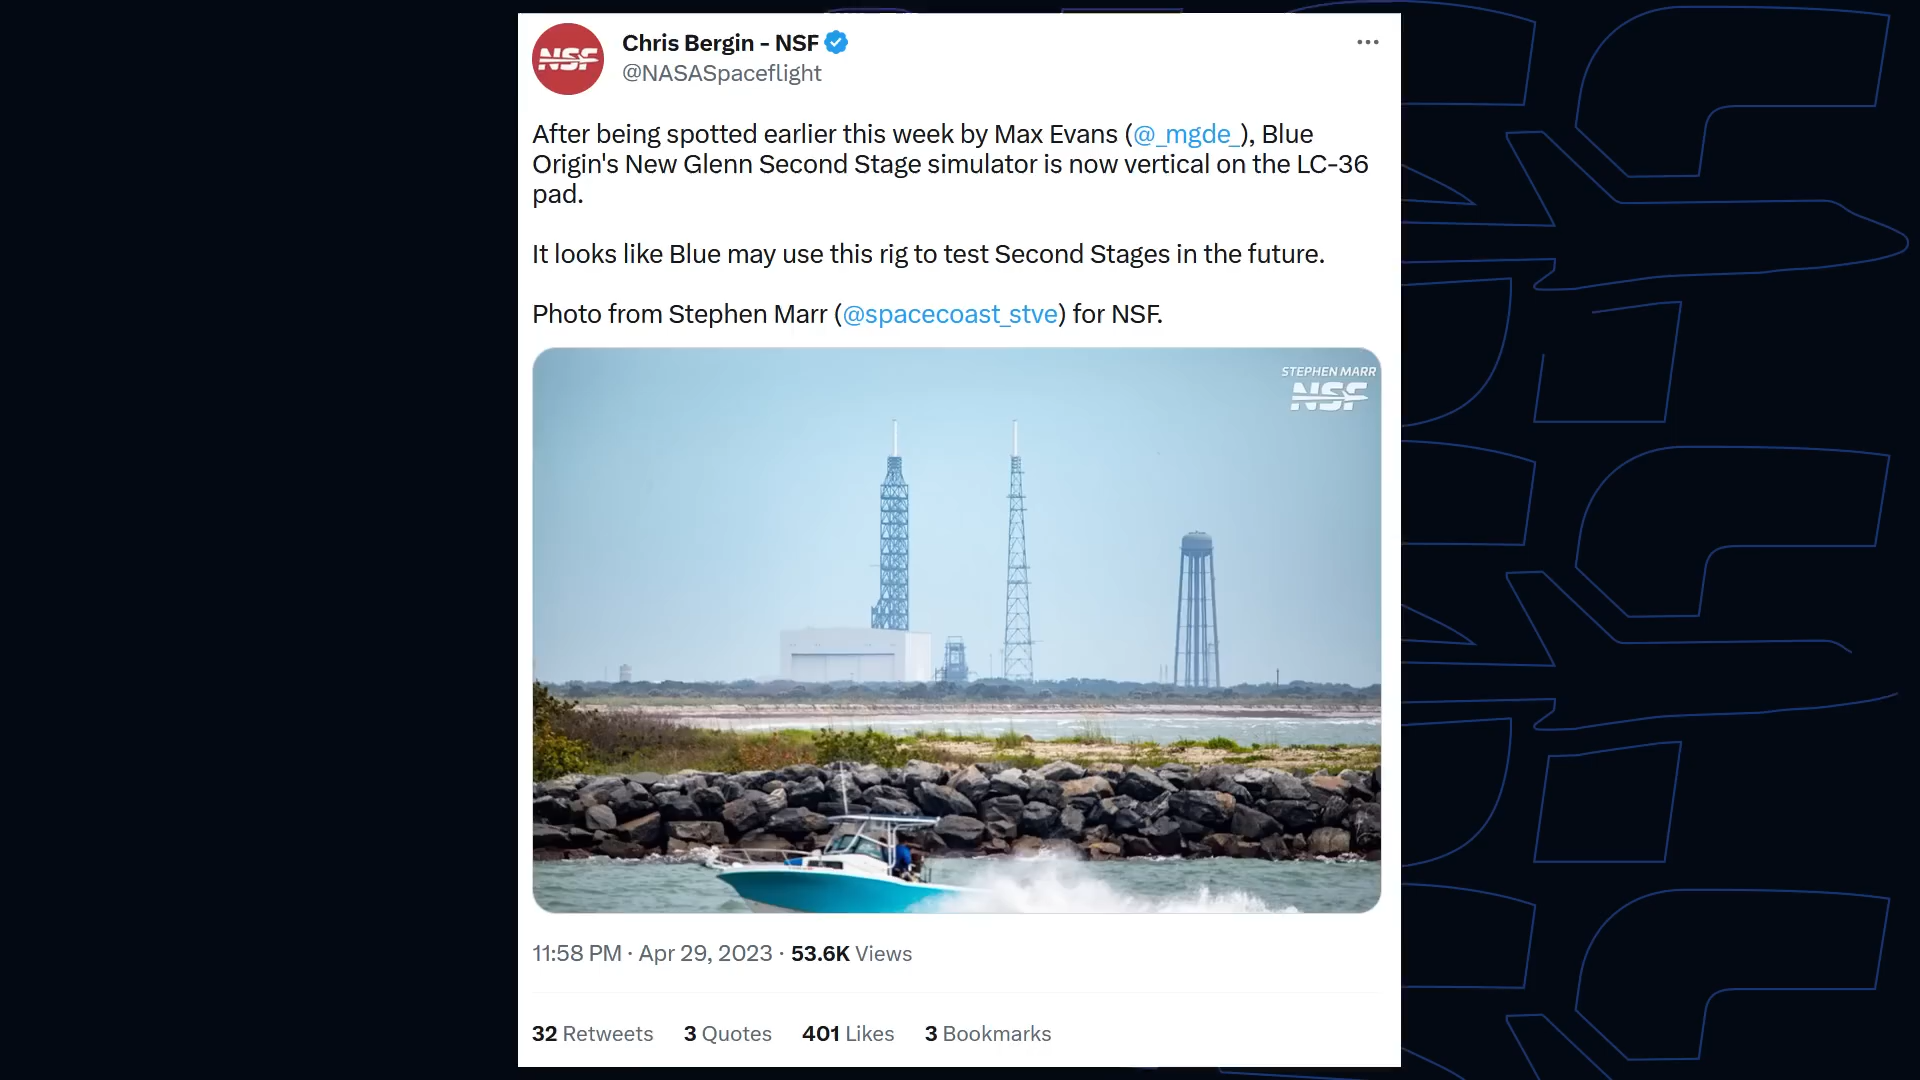 NSF
Chris Bergin - NSF
@NASASpaceflight
After being spotted earlier this week by Max Evans (@_mgde_), Blue
Origin's New Glenn Second Stage simulator is now vertical on the LC-36
pad.
It looks like Blue may use this rig to test Second Stages in the future.
Photo from Stephen Marr (@spacecoast_stve) for NSF.
STEPHEN MARR
NSF
11:58 PM · Apr 29, 2023 · 53.6K Views
32 Retweets 3 Quotes 401 Likes 3 Bookmarks